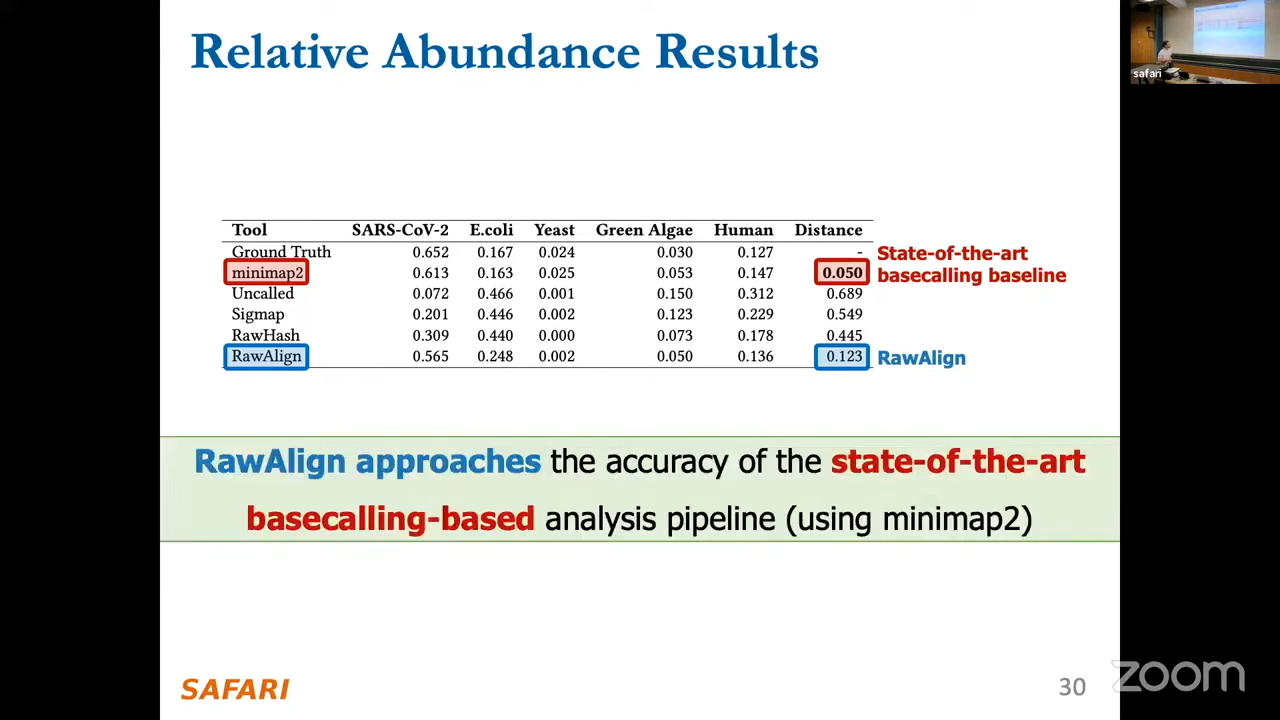 Relative Abundance Results
safari
Tool SARS-CoV-2 E.coli Yeast Green Algae Human Distance
Ground Truth 0.652 0.167 0.024 0.030 0.127 -
minimap2 0.613 0.163 0.025 0.053 0.147 0.050
Uncalled 0.072 0.466 0.001 0.150 0.312 0.689
Sigmap 0.201 0.446 0.002 0.123 0.229 0.549
RawHash 0.309 0.440 0.000 0.073 0.178 0.445
RawAlign 0.565 0.248 0.002 0.050 0.136 0.123
State-of-the-art
basecalling baseline
RawAlign
RawAlign approaches the accuracy of the state-of-the-art
basecalling-based analysis pipeline (using minimap2)
SAFARI
30
zoom